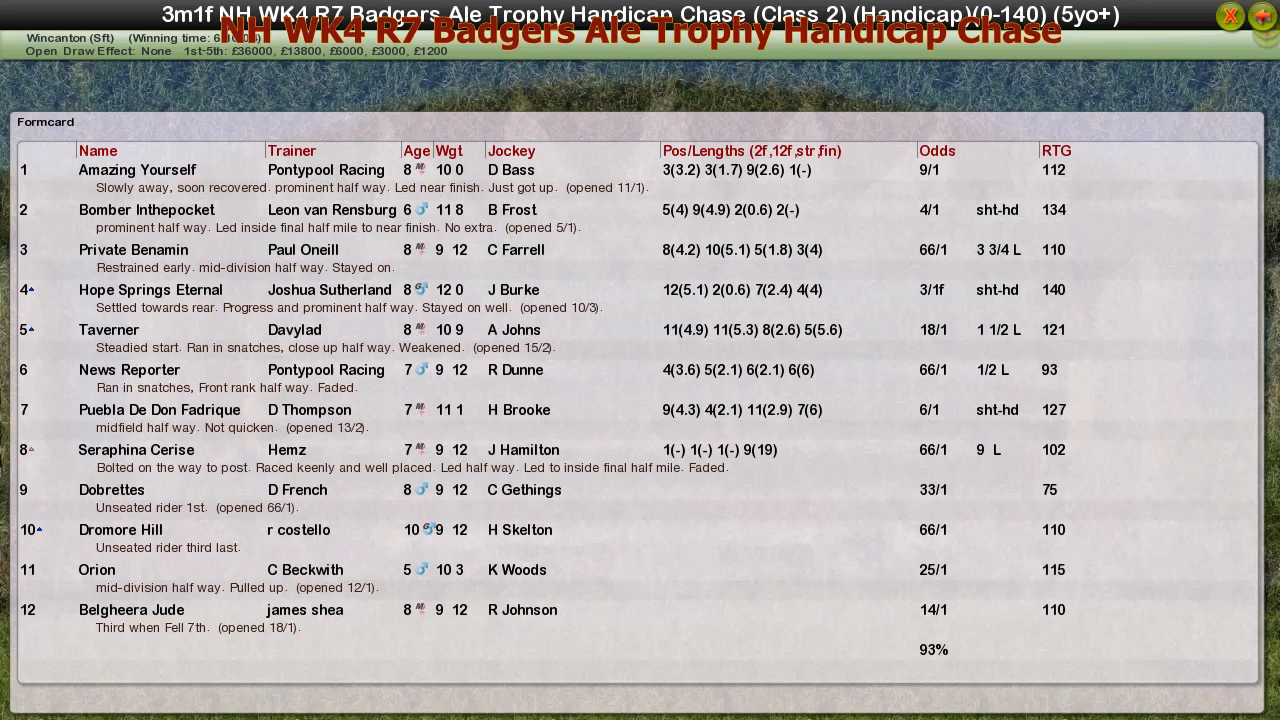 3m1f NH WK4 R7 Badgers Ale Trophy Handicap Chase (Class 2) (Handicap)(0-140) (5yo+)
NH WK4 R7 Badgers Ale Trophy Handicap Chase
Wincanton (Sft) (Winning time:
Open Draw Effect: None 1st-5th: £36000, £13800, £6000, £3000, £1200
Formcard
Name Trainer Age Wgt Jockey Pos/Lengths (2f,12f,str,fin) Odds RTG
1 Amazing Yourself Pontypool Racing 8 10 0 D Bass 3(3.2) 3(1.7) 9(2.6) 1(-) 9/1 112
Slowly away, soon recovered. prominent half way. Led near finish. Just got up. (opened 11/1).
2 Bomber Inthepocket Leon van Rensburg 6 11 8 B Frost 5(4) 9(4.9) 2(0.6) 2(-) 4/1 sht-hd 134
prominent half way. Led inside final half mile to near finish. No extra. (opened 5/1).
3 Private Benamin Paul Oneill 8 9 12 C Farrell 8(4.2) 10(5.1) 5(1.8) 3(4) 66/1 3 3/4 L 110
Restrained early. mid-division half way. Stayed on.
4 Hope Springs Eternal Joshua Sutherland 8 12 0 J Burke 12(5.1) 2(0.6) 7(2.4) 4(4) 3/1f sht-hd 140
Settled towards rear. Progress and prominent half way. Stayed on well. (opened 10/3).
5 Taverner Davylad 8 10 9 A Johns 11(4.9) 11(5.3) 8(2.6) 5(5.6) 18/1 1 1/2 L 121
Steadied start. Ran in snatches, close up half way. Weakened. (opened 15/2).
6 News Reporter Pontypool Racing 7 9 12 R Dunne 4(3.6) 5(2.1) 6(2.1) 6(6) 66/1 1/2 L 93
Ran in snatches, Front rank half way. Faded.
7 Puebla De Don Fadrique D Thompson 7 11 1 H Brooke 9(4.3) 4(2.1) 11(2.9) 7(6) 6/1 sht-hd 127
midfield half way. Not quicken. (opened 13/2).
8 Seraphina Cerise Hemz 7 9 12 J Hamilton 1(-) 1(-) 1(-) 9(19) 66/1 9 L 102
Bolted on the way to post. Raced keenly and well placed. Led half way. Led to inside final half mile. Faded.
9 Dobrettes D French 8 9 12 C Gethings 33/1 75
Unseated rider 1st. (opened 66/1).
10 Dromore Hill r costello 10 9 12 H Skelton 66/1 110
Unseated rider third last.
11 Orion C Beckwith 5 10 3 K Woods 25/1 115
mid-division half way. Pulled up. (opened 12/1).
12 Belgheera Jude james shea 8 9 12 R Johnson 14/1 110
Third when Fell 7th. (opened 18/1).
93%